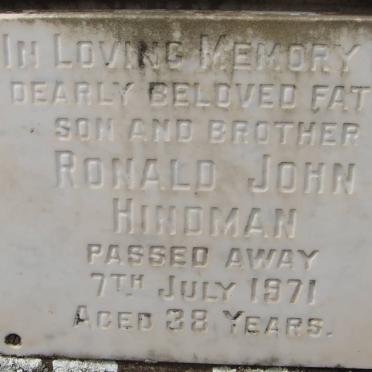 In Loving Memory
DEARLY BELOVED FAT
SON AND BROTHER
RONALD JOHN
HINDMAN
PASSED AWAY
7TH JULY 1971
AGED 38 YEARS.